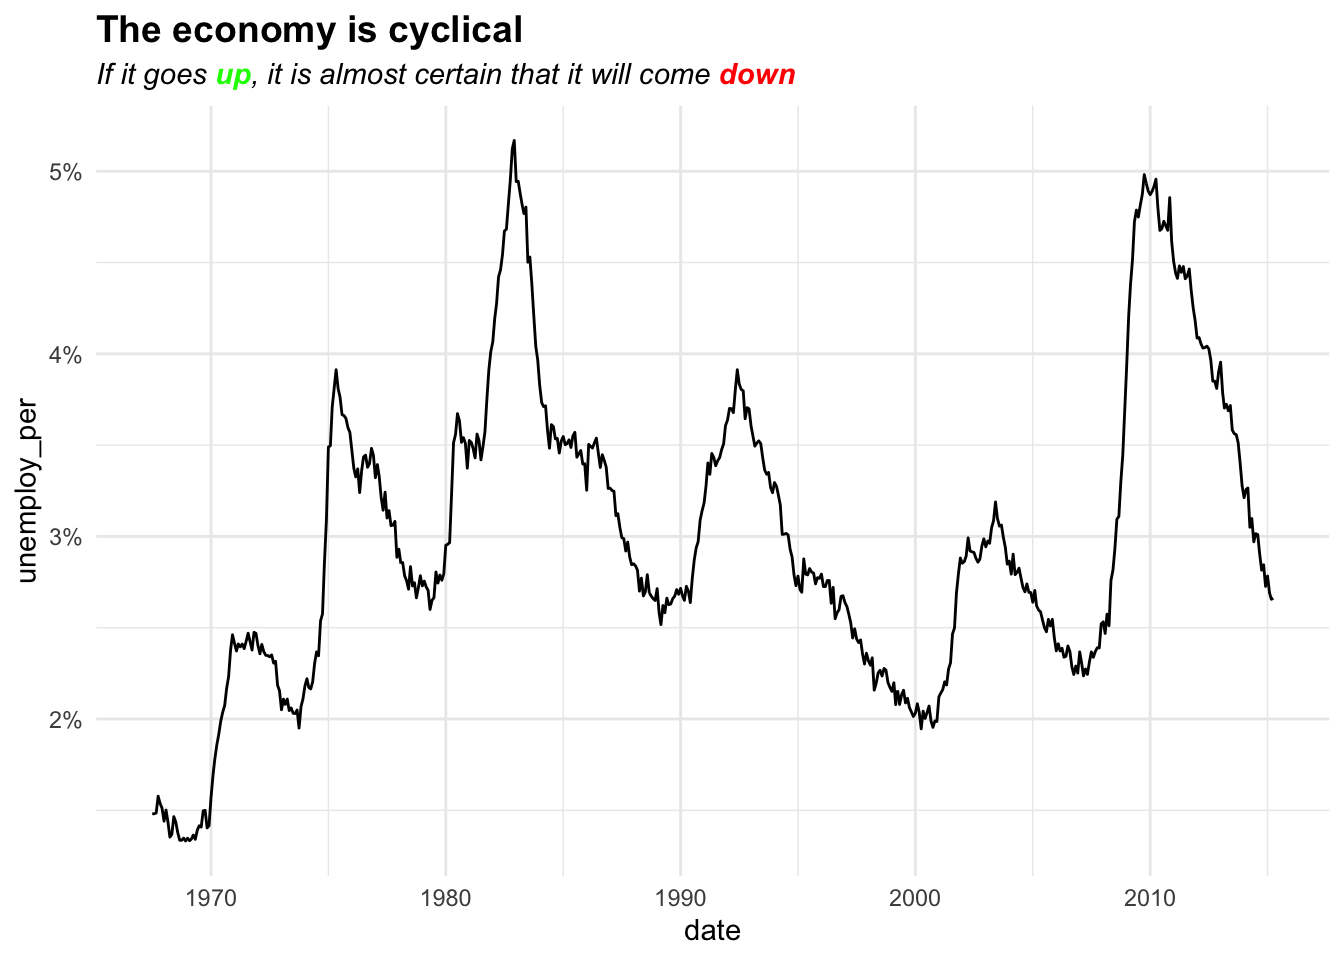 The economy is cyclical
If it goes up, it is almost certain that it will come down
5%
4%
3%
2%
unemploy_per
1970 1980 1990 2000 2010
date